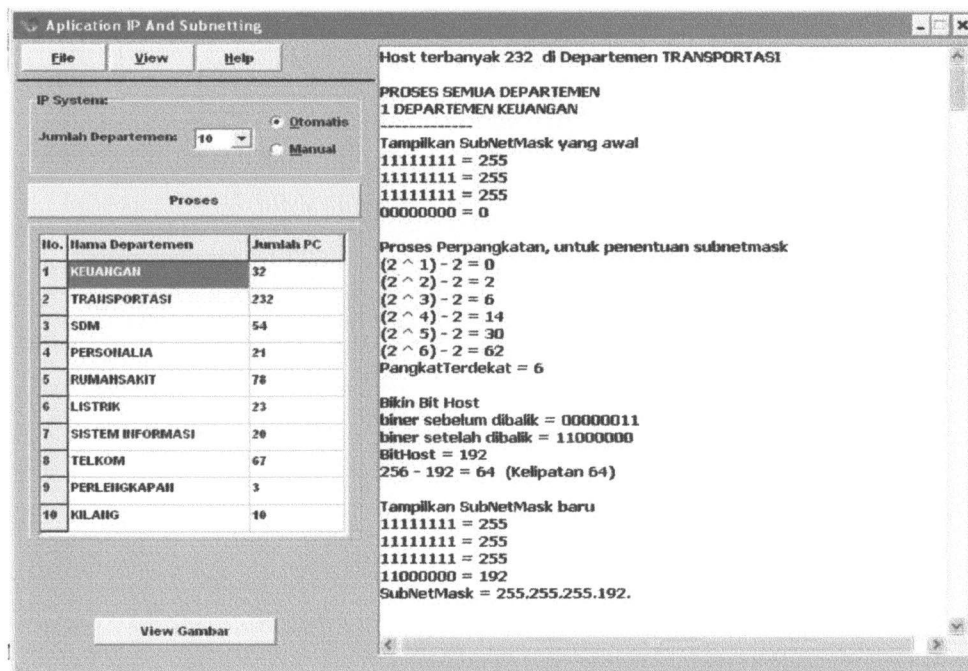 Aplication IP And Subnetting
File View Help
IP System:
Jumlah Departemen: 10
Otomatis
Manual
Proses
No. Nama Departemen Jumlah PC
1 KEUANGAN 32
2 TRANSPORTASI 232
3 SDM 54
4 PERSONALIA 21
5 RUMAHSAKIT 78
6 LISTRIK 23
7 SISTEM INFORMASI 20
8 TELKOM 67
9 PERLENGKAPAN 3
10 KILANG 10
View Gambar
Host terbanyak 232 di Departemen TRANSPORTASI
PROSES SEMUA DEPARTEMEN
1 DEPARTEMEN KEUANGAN
-------------
Tampilkan SubNetMask yang awal
11111111 = 255
11111111 = 255
11111111 = 255
00000000 = 0
Proses Perpangkatan, untuk penentuan subnetmask
(2 ^ 1) - 2 = 0
(2 ^ 2) - 2 = 2
(2 ^ 3) - 2 = 6
(2 ^ 4) - 2 = 14
(2 ^ 5) - 2 = 30
(2 ^ 6) - 2 = 62
PangkatTerdekat = 6
Bikin Bit Host
biner sebelum dibalik = 00000011
biner setelah dibalik = 11000000
BitHost = 192
256 - 192 = 64 (Kelipatan 64)
Tampilkan SubNetMask baru
11111111 = 255
11111111 = 255
11111111 = 255
11000000 = 192
SubNetMask = 255.255.255.192.